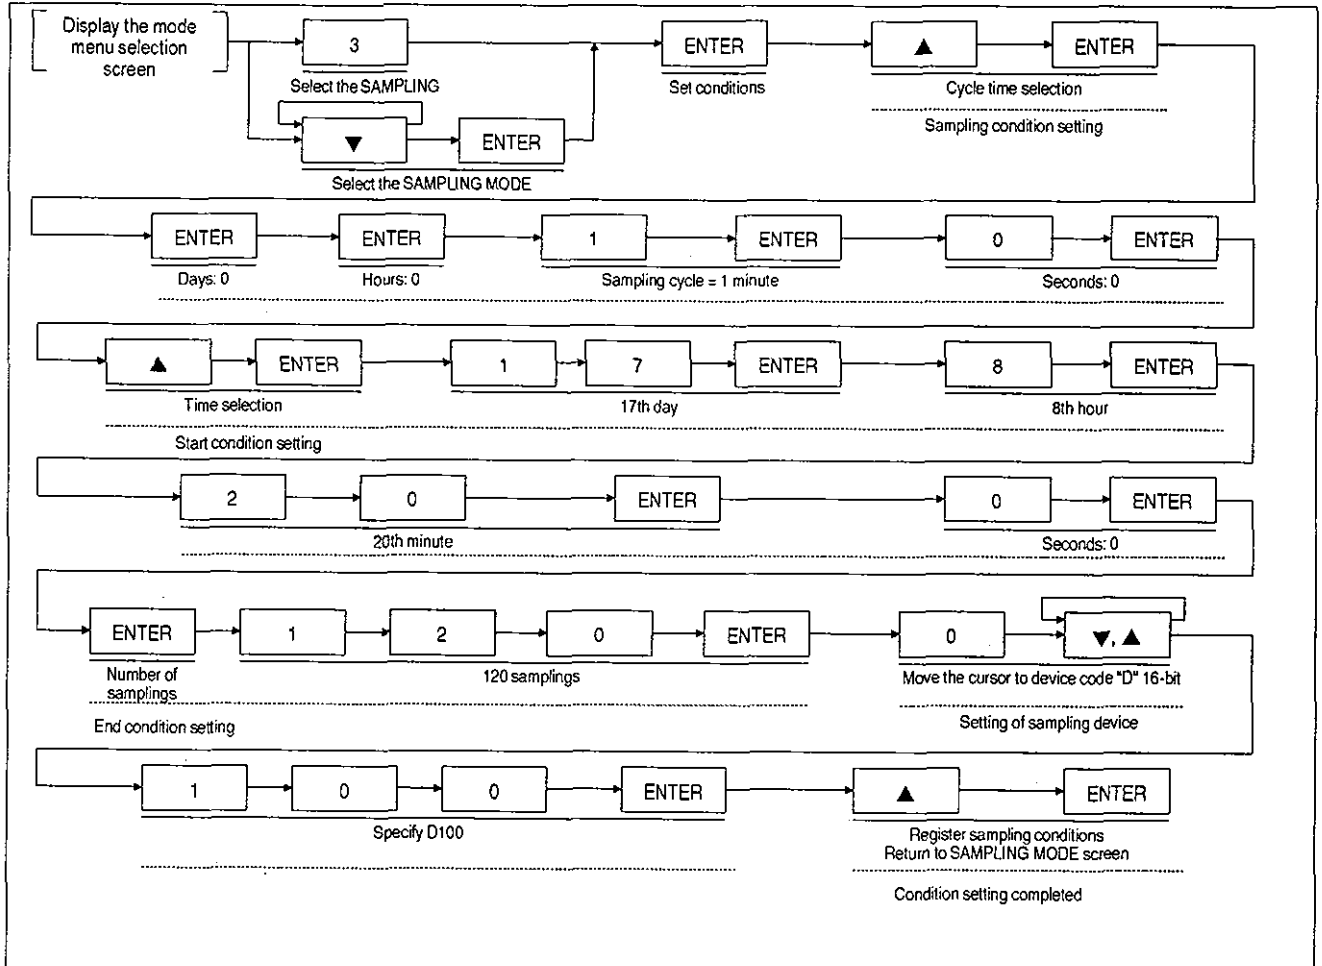 Display the mode
menu selection
screen
3
ENTER
▲
ENTER
Select the SAMPLING
Set conditions
Cycle time selection
Sampling condition setting
▼
ENTER
Select the SAMPLING MODE
ENTER
ENTER
1
ENTER
0
ENTER
Days: 0
Hours: 0
Sampling cycle = 1 minute
Seconds: 0
▲
ENTER
1
7
ENTER
8
ENTER
Time selection
17th day
8th hour
Start condition setting
2
0
ENTER
0
ENTER
20th minute
Seconds: 0
ENTER
1
2
0
ENTER
0
▼, ▲
Number of
samplings
120 samplings
Move the cursor to device code "D" 16-bit
End condition setting
Setting of sampling device
1
0
0
ENTER
▲
ENTER
Specify D100
Register sampling conditions
Return to SAMPLING MODE screen
Condition setting completed